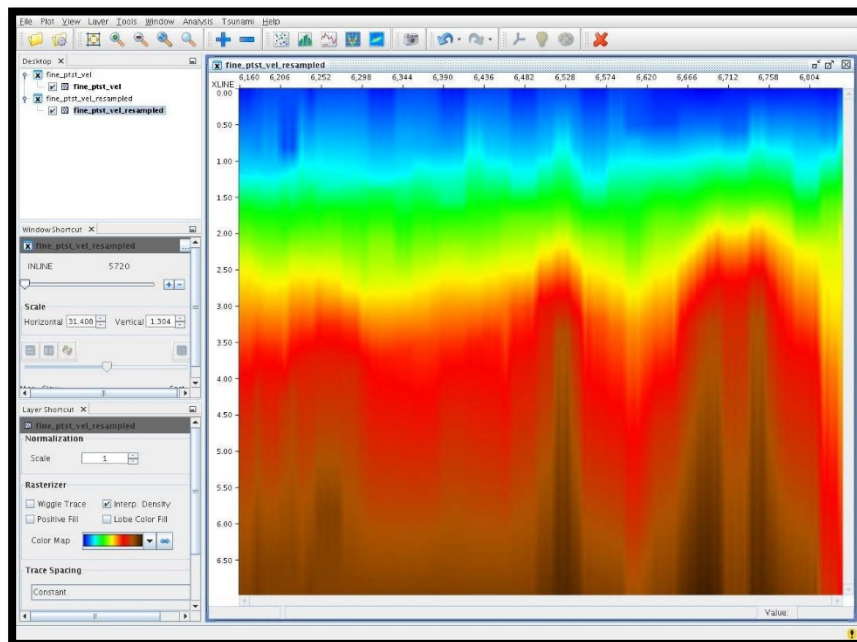 File Plot View Layer Tools Window Analysis Tsunami Help
Desktop
fine_ptst_vel
fine_ptst_vel
fine_ptst_vel_resampled
fine_ptst_vel_resampled
Window Shortcut
fine_ptst_vel_resampled
INLINE 5720
Scale
Horizontal 31.408 Vertical 1.304
Layer Shortcut
fine_ptst_vel_resampled
Normalization
Scale 1
Rasterizer
Wiggle Trace Interp. Density
Positive Fill Lobe Color Fill
Color Map
Trace Spacing
Constant
fine_ptst_vel_resampled
6,160 6,206 6,252 6,298 6,344 6,390 6,436 6,482 6,528 6,574 6,620 6,666 6,712 6,758 6,804
XLINE
0.00
0.50
1.00
1.50
2.00
2.50
3.00
3.50
4.00
4.50
5.00
5.50
6.00
6.50
Value: